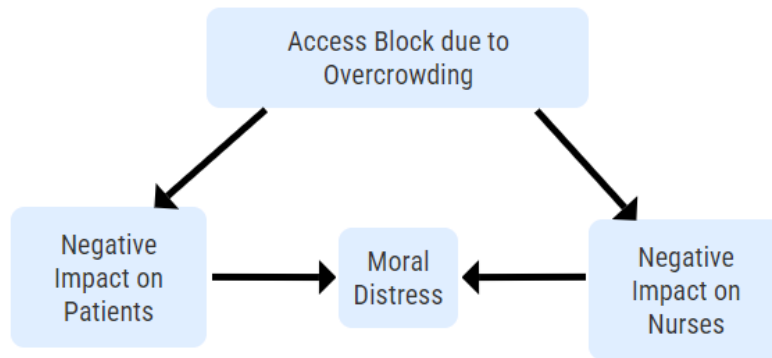 Access Block due to
Overcrowding
Negative
Impact on
Patients
Moral
Distress
Negative
Impact on
Nurses